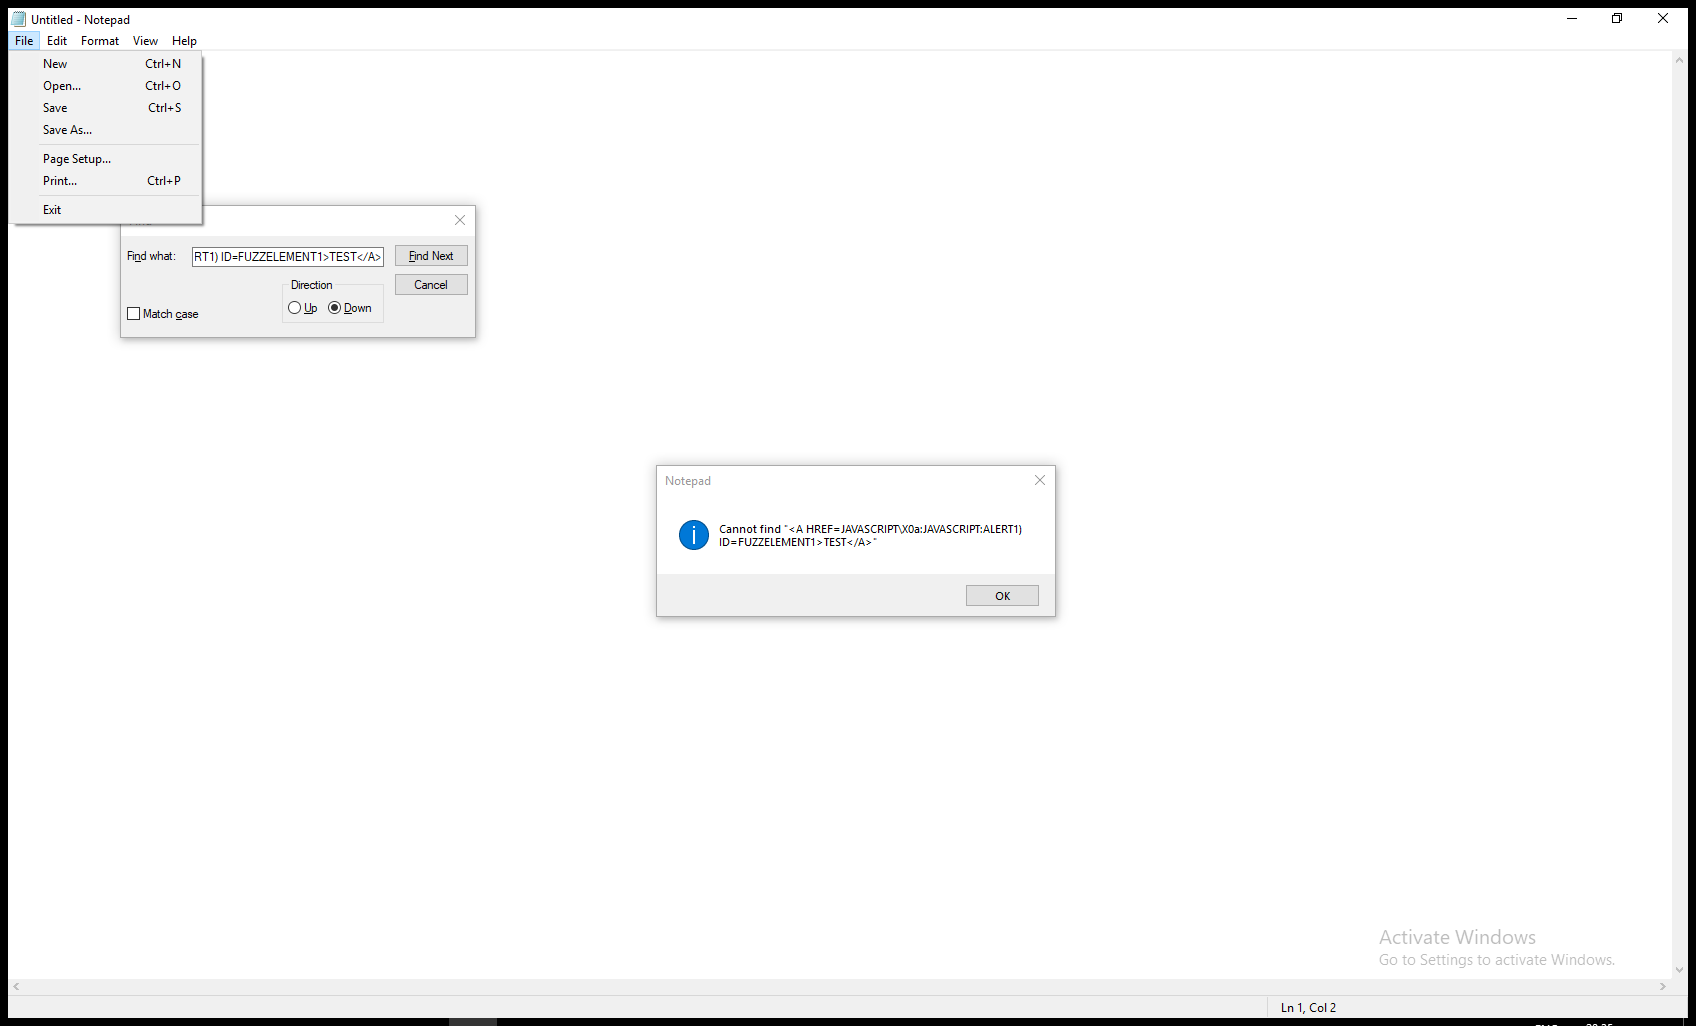 Untitled - Notepad
File Edit Format View Help
New Ctrl+N
Open... Ctrl+O
Save Ctrl+S
Save As...
Page Setup...
Print... Ctrl+P
Exit
Find what: RT1) ID=FUZZELEMENT1>TEST</A> Find Next
Direction Cancel
Up Down
Match case
Notepad
Cannot find "<A HREF=JAVASCRIPT\X0a:JAVASCRIPT:ALERT1)
ID=FUZZELEMENT1>TEST</A>"
OK
Activate Windows
Go to Settings to activate Windows.
Ln 1, Col 2